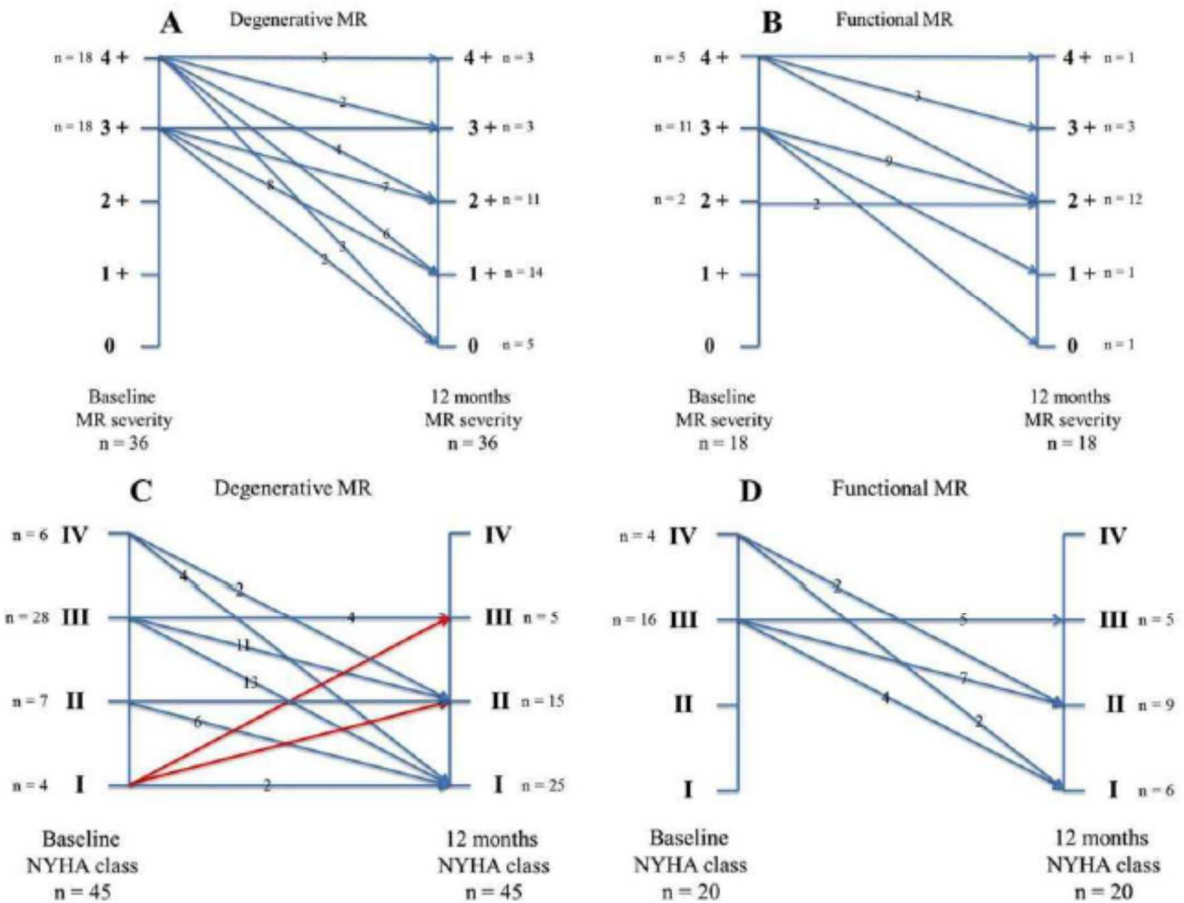 A Degenerative MR
n = 18 4 + 3 4 + n = 3
2
n = 18 3 + 3 + n = 3
4
8 7
2 + 2 + n = 11
6
3
2
1 + 1 + n = 14
0 0 n = 5
Baseline 12 months
MR severity MR severity
n = 36 n = 36
B Functional MR
n = 5 4 + 4 + n = 1
3
n = 11 3 + 3 + n = 3
9
n = 2 2 + 2 2 + n = 12
1 + 1 + n = 1
0 0 n = 1
Baseline 12 months
MR severity MR severity
n = 18 n = 18
C Degenerative MR
n = 6 IV IV
4 2
n = 28 III 4 III n = 5
11
13
n = 7 II II n = 15
6
n = 4 I 2 I n = 25
Baseline 12 months
NYHA class NYHA class
n = 45 n = 45
D Functional MR
n = 4 IV IV
2
n = 16 III 5 III n = 5
7
4
II II n = 9
2
I I n = 6
Baseline 12 months
NYHA class NYHA class
n = 20 n = 20